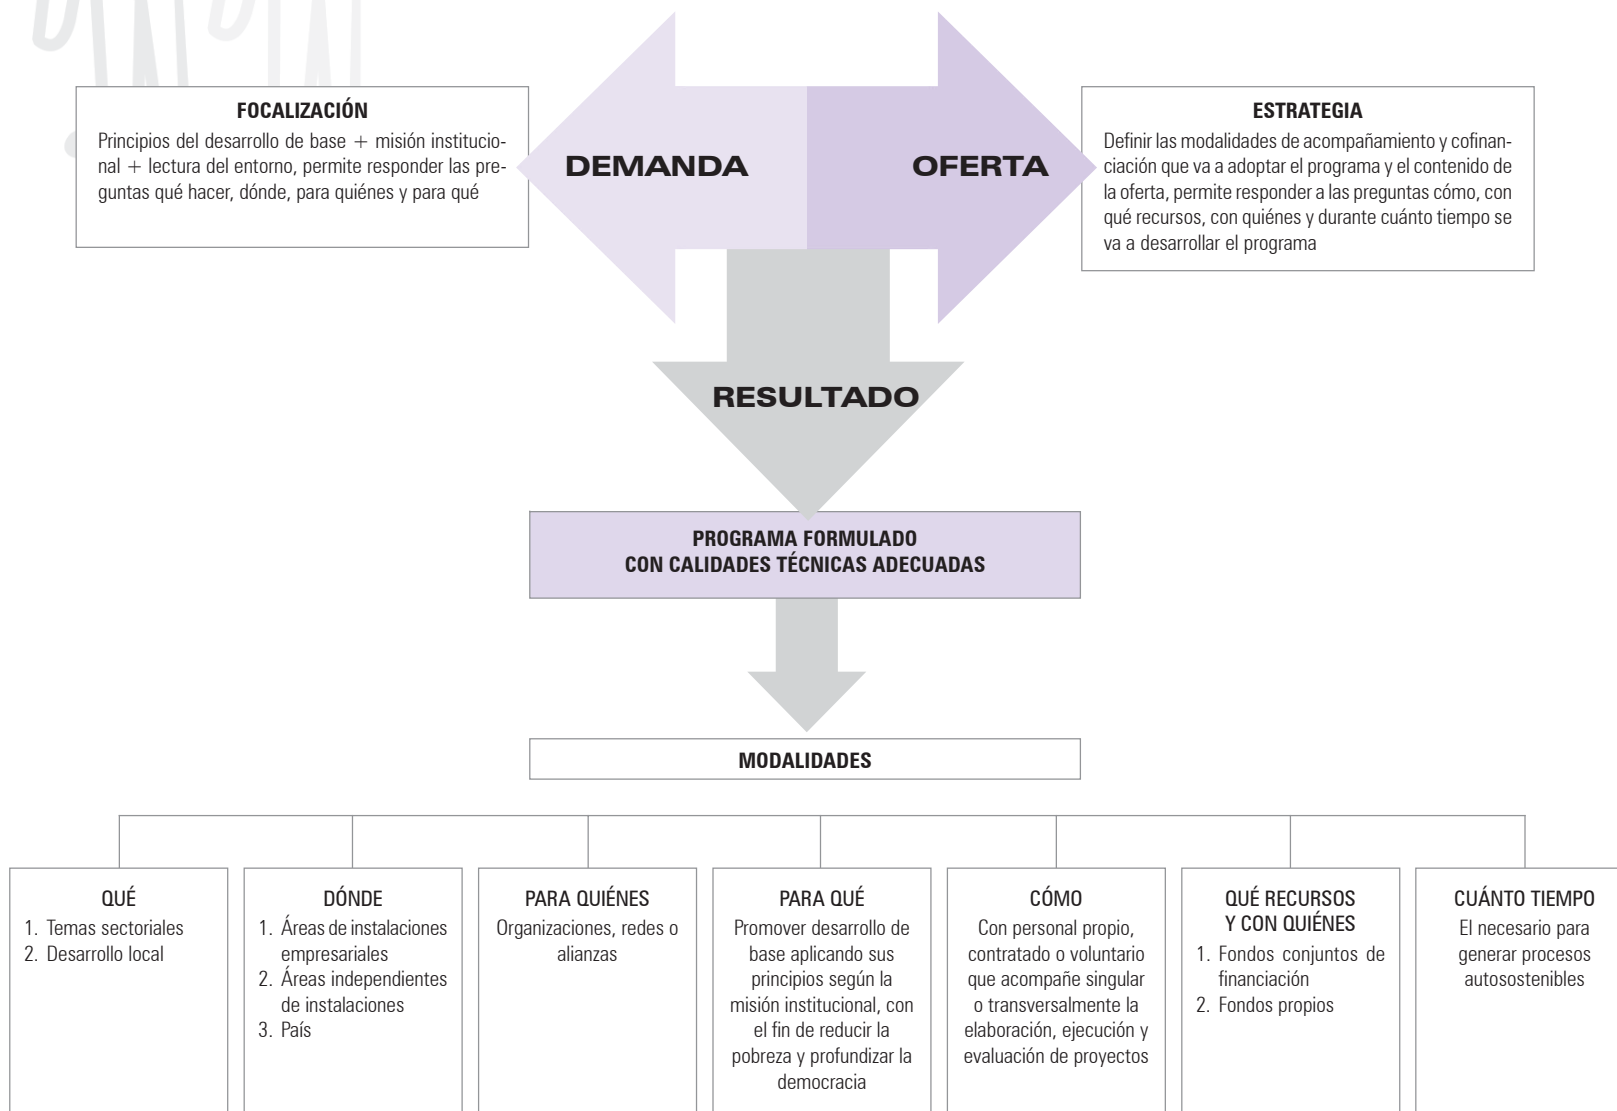 FOCALIZACIÓN
Principios del desarrollo de base + misión institucio-
nal + lectura del entorno, permite responder las pre-
guntas qué hacer, dónde, para quiénes y para qué
DEMANDA
OFERTA
ESTRATEGIA
Definir las modalidades de acompañamiento y cofinan-
ciación que va a adoptar el programa y el contenido de
la oferta, permite responder a las preguntas cómo, con
qué recursos, con quiénes y durante cuánto tiempo se
va a desarrollar el programa
RESULTADO
PROGRAMA FORMULADO
CON CALIDADES TÉCNICAS ADECUADAS
MODALIDADES
QUÉ
1. Temas sectoriales
2. Desarrollo local
DÓNDE
1. Áreas de instalaciones
empresariales
2. Áreas independientes
de instalaciones
3. País
PARA QUIÉNES
Organizaciones, redes o
alianzas
PARA QUÉ
Promover desarrollo de
base aplicando sus
principios según la
misión institucional, con
el fin de reducir la
pobreza y profundizar la
democracia
CÓMO
Con personal propio,
contratado o voluntario
que acompañe singular
o transversalmente la
elaboración, ejecución y
evaluación de proyectos
QUÉ RECURSOS
Y CON QUIÉNES
1. Fondos conjuntos de
financiación
2. Fondos propios
CUÁNTO TIEMPO
El necesario para
generar procesos
autosostenibles